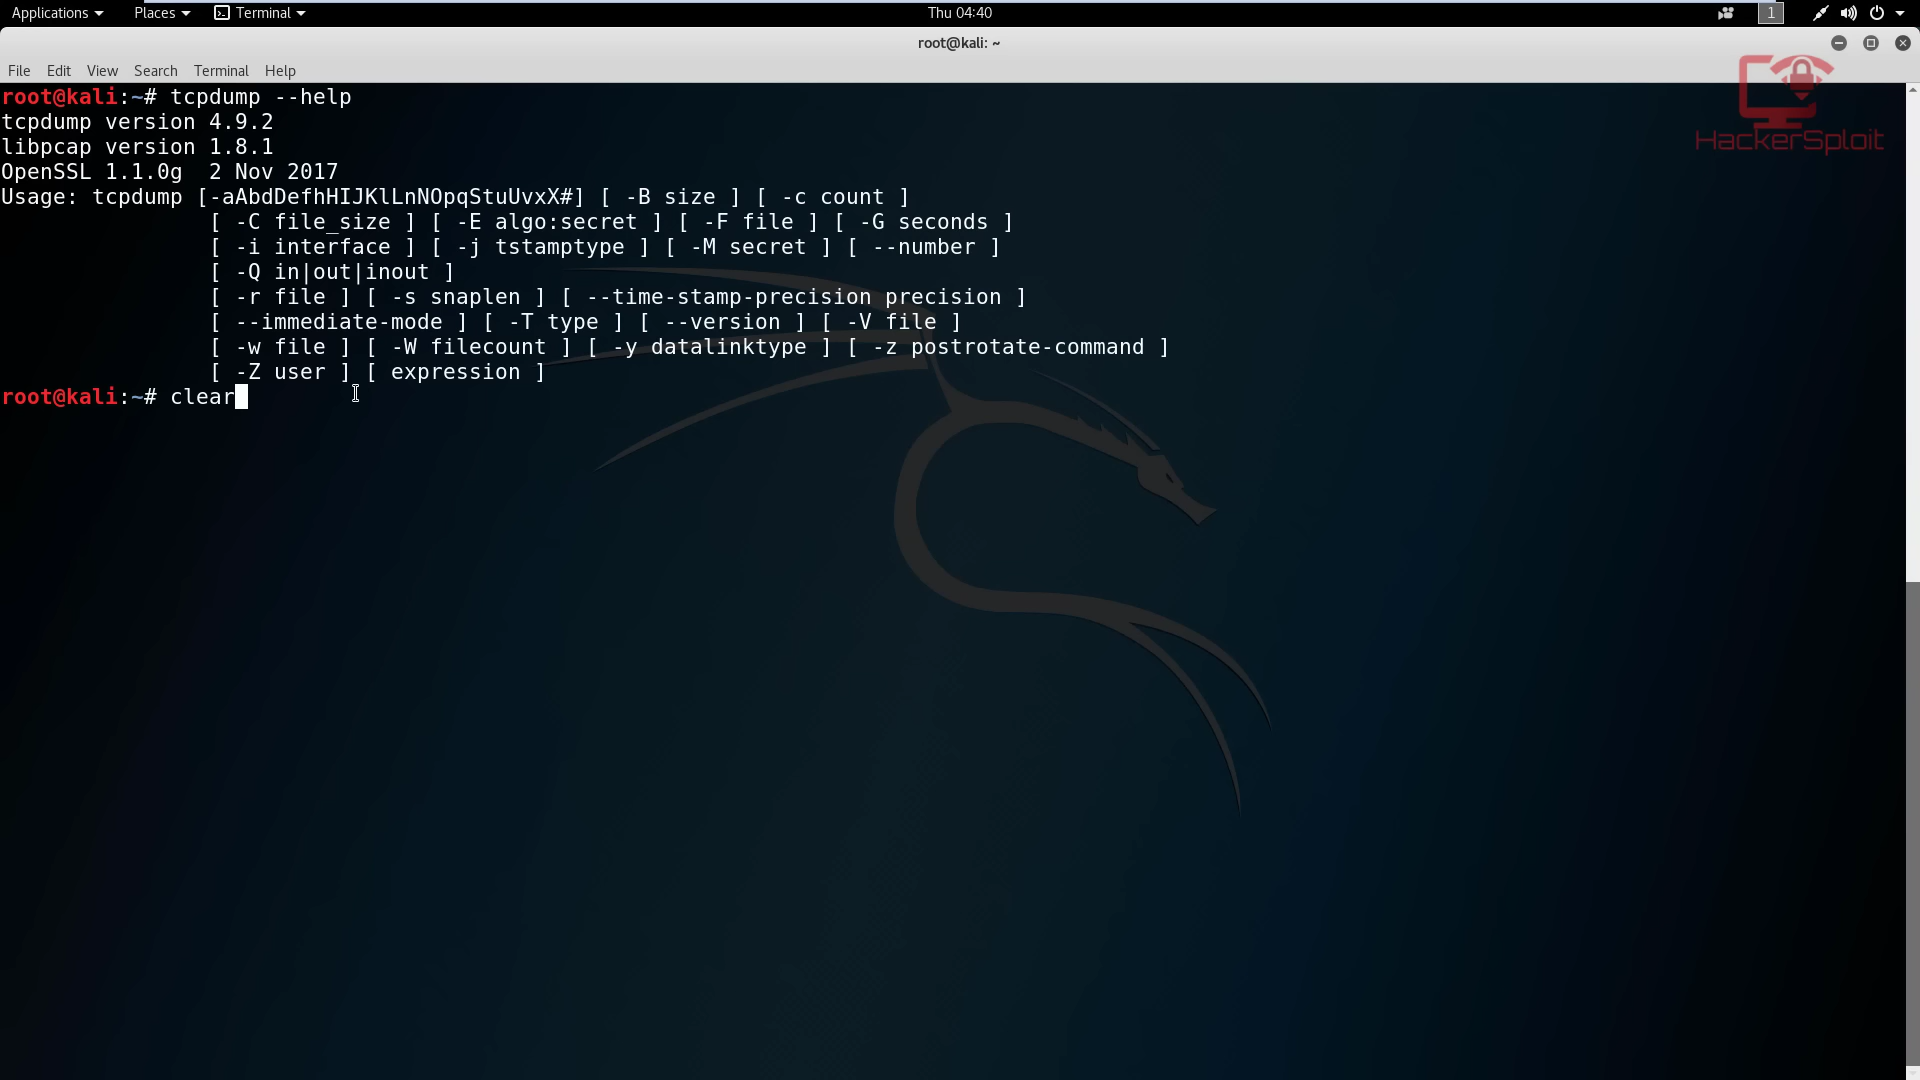 Applications Places Terminal Thu 04:40 1
root@kali: ~
File Edit View Search Terminal Help
root@kali:~# tcpdump --help
tcpdump version 4.9.2
libpcap version 1.8.1
OpenSSL 1.1.0g  2 Nov 2017
Usage: tcpdump [-aAbdDefhHIJKlLnNOpqStuUvxX#] [ -B size ] [ -c count ]
[ -C file_size ] [ -E algo:secret ] [ -F file ] [ -G seconds ]
[ -i interface ] [ -j tstamptype ] [ -M secret ] [ --number ]
[ -Q in|out|inout ]
[ -r file ] [ -s snaplen ] [ --time-stamp-precision precision ]
[ --immediate-mode ] [ -T type ] [ --version ] [ -V file ]
[ -w file ] [ -W filecount ] [ -y datalinktype ] [ -z postrotate-command ]
[ -Z user ] [ expression ]
root@kali:~# clear
HackerSploit